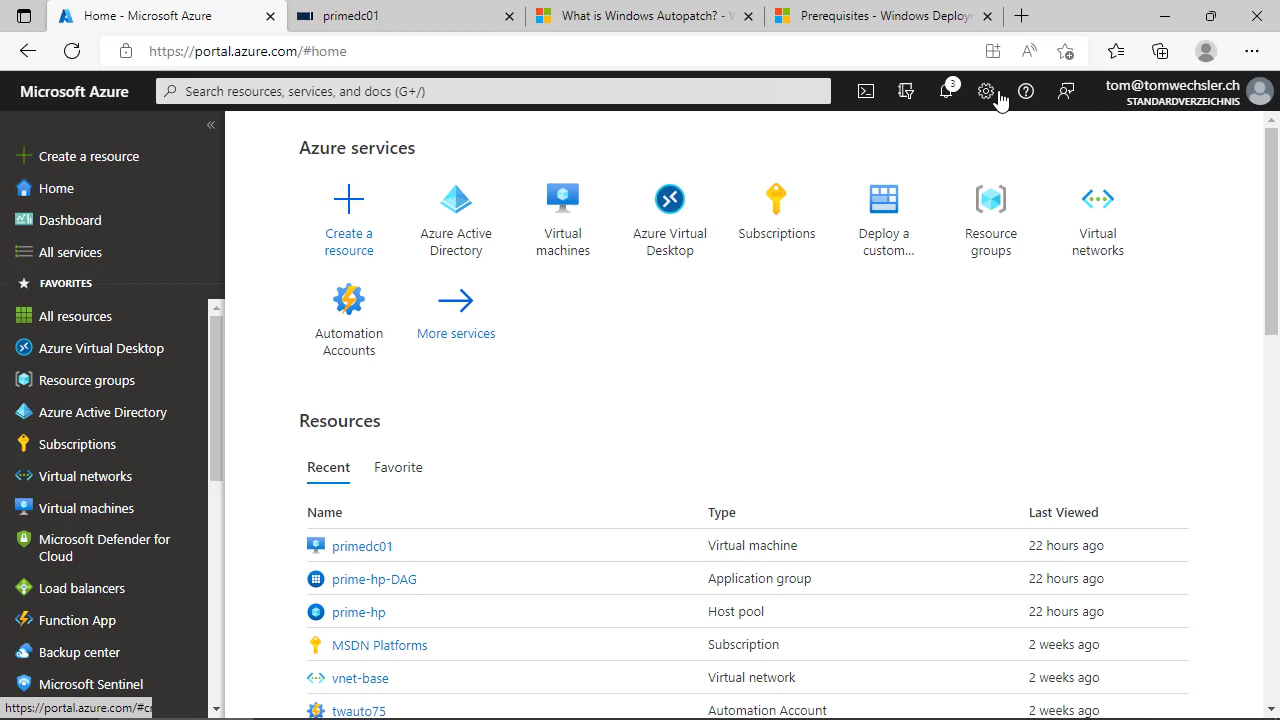 Home - Microsoft Azure
primedc01
What is Windows Autopatch? - W
Prerequisites - Windows Deploym
https://portal.azure.com/#home
Microsoft Azure
Search resources, services, and docs (G+/)
3
tom@tomwechsler.ch
STANDARDVERZEICHNIS
Create a resource
Home
Dashboard
All services
FAVORITES
All resources
Azure Virtual Desktop
Resource groups
Azure Active Directory
Subscriptions
Virtual networks
Virtual machines
Microsoft Defender for
Cloud
Load balancers
Function App
Backup center
Microsoft Sentinel
https://portal.azure.com/#cr
Azure services
Create a
resource
Azure Active
Directory
Virtual
machines
Azure Virtual
Desktop
Subscriptions
Deploy a
custom...
Resource
groups
Virtual
networks
Automation
Accounts
More services
Resources
Recent
Favorite
Name
Type
Last Viewed
primedc01
Virtual machine
22 hours ago
prime-hp-DAG
Application group
22 hours ago
prime-hp
Host pool
22 hours ago
MSDN Platforms
Subscription
2 weeks ago
vnet-base
Virtual network
2 weeks ago
twauto75
Automation Account
2 weeks ago